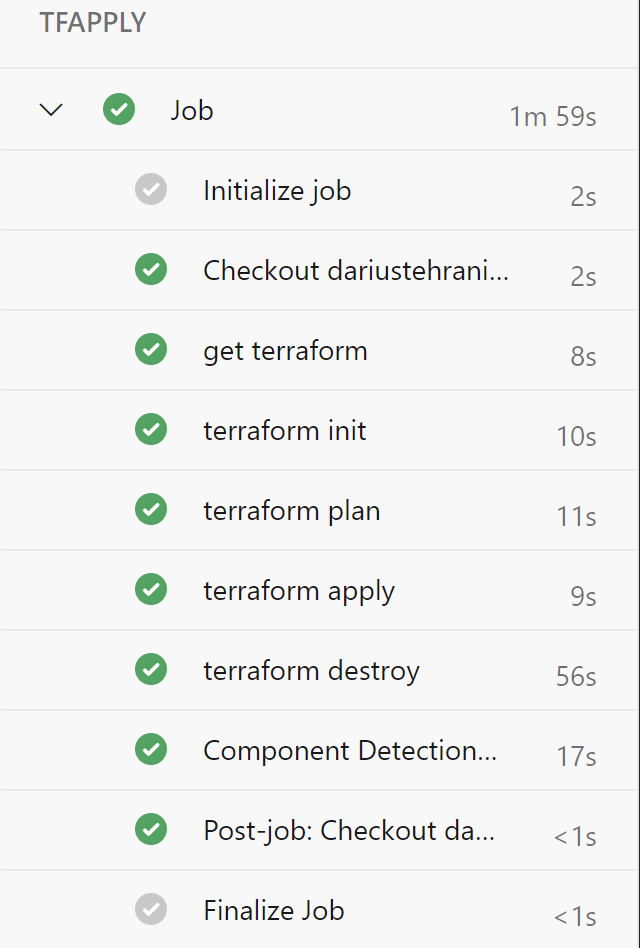 TFAPPLY
Job 1m 59s
Initialize job 2s
Checkout dariustehrani... 2s
get terraform 8s
terraform init 10s
terraform plan 11s
terraform apply 9s
terraform destroy 56s
Component Detection... 17s
Post-job: Checkout da... <1s
Finalize Job <1s